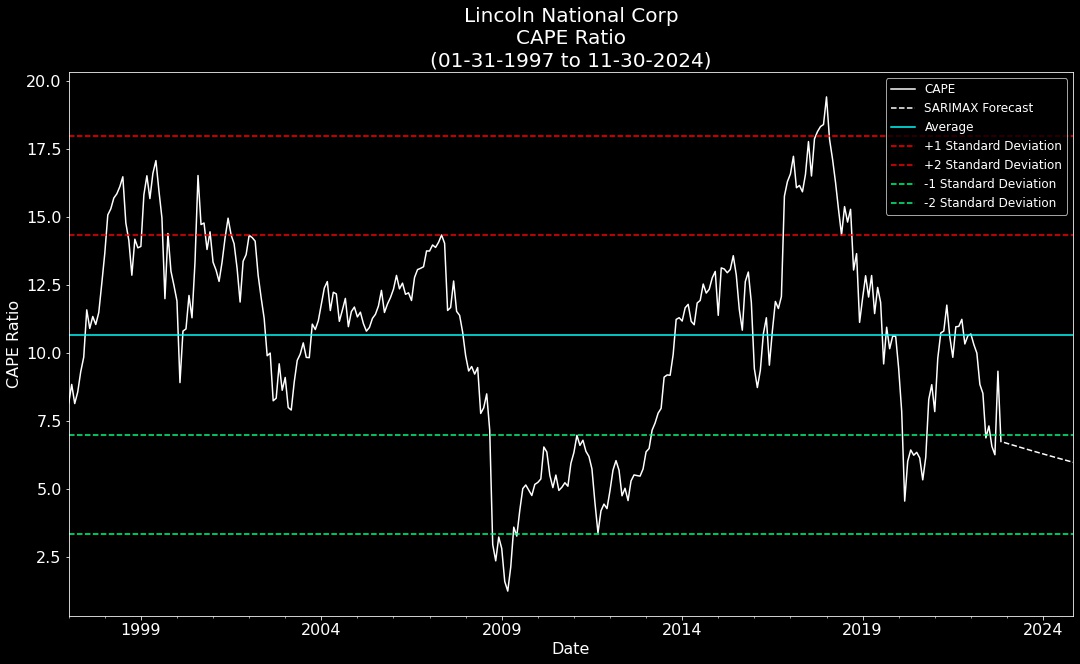 Lincoln National Corp
CAPE Ratio
(01-31-1997 to 11-30-2024)
CAPE
SARIMAX Forecast
Average
+1 Standard Deviation
+2 Standard Deviation
-1 Standard Deviation
-2 Standard Deviation
CAPE Ratio
20.0
17.5
15.0
12.5
10.0
7.5
5.0
2.5
1999 2004 2009 2014 2019 2024
Date